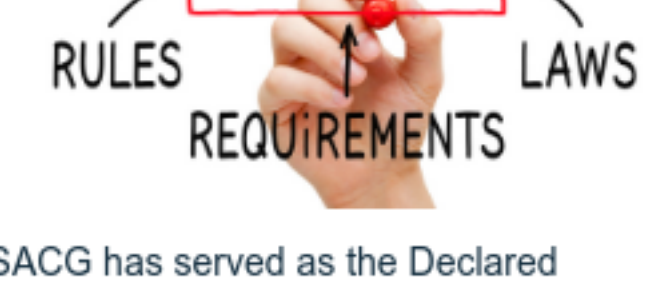 RULES LAWS
REQUiREMENTS
SACG has served as the Declared